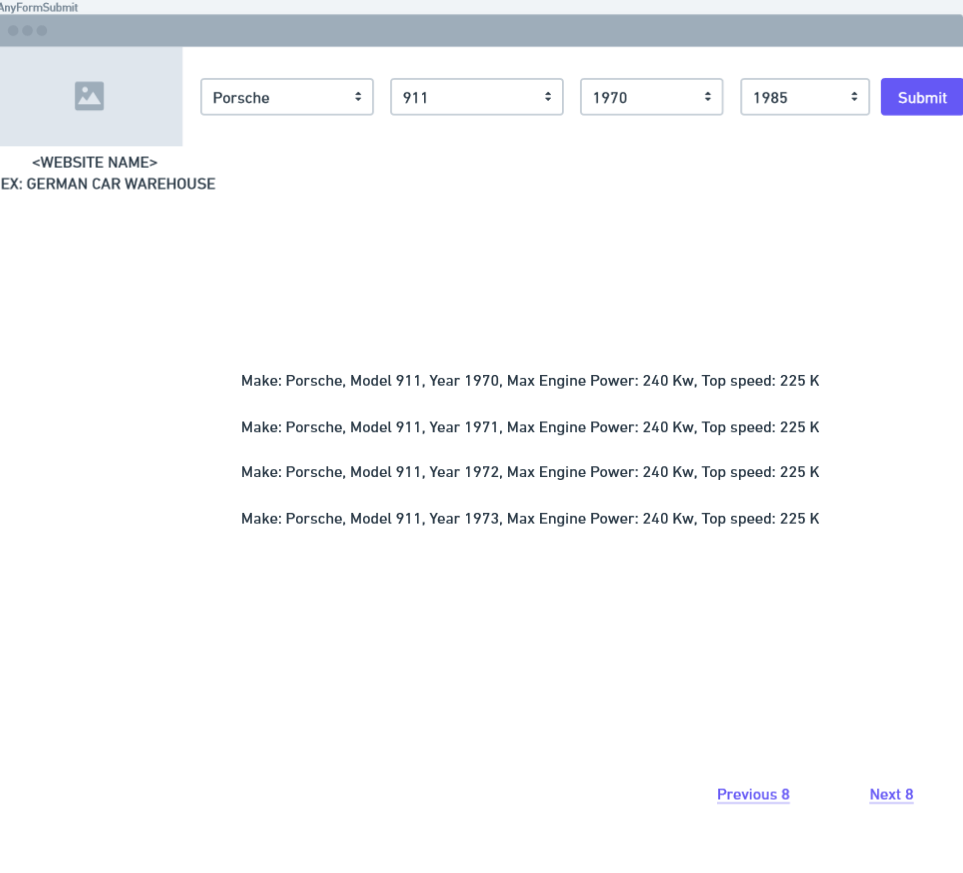 AnyFormSubmit
Porsche 911 1970 1985 Submit
<WEBSITE NAME>
EX: GERMAN CAR WAREHOUSE
Make: Porsche, Model 911, Year 1970, Max Engine Power: 240 Kw, Top speed: 225 K
Make: Porsche, Model 911, Year 1971, Max Engine Power: 240 Kw, Top speed: 225 K
Make: Porsche, Model 911, Year 1972, Max Engine Power: 240 Kw, Top speed: 225 K
Make: Porsche, Model 911, Year 1973, Max Engine Power: 240 Kw, Top speed: 225 K
Previous 8 Next 8